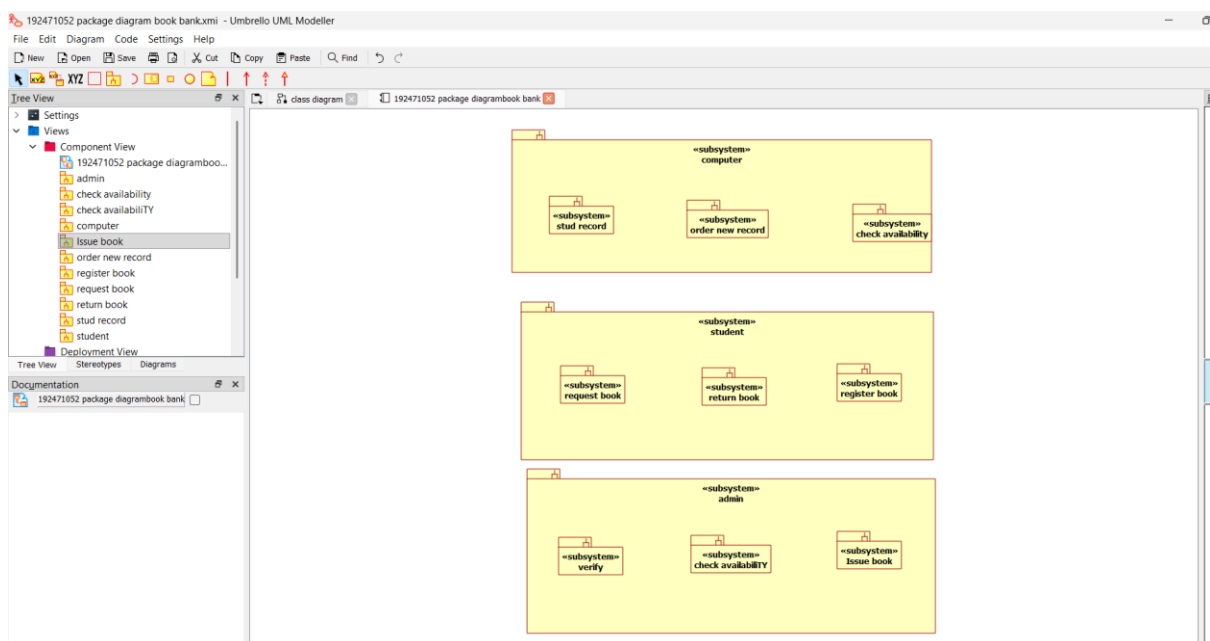 192471052 package diagram book bank.xmi - Umbrello UML Modeller
File Edit Diagram Code Settings Help
New Open Save Cut Copy Paste Find
XYZ XYZ
Tree View
class diagram
192471052 package diagrambook bank
Settings
Views
Component View
192471052 package diagramboo...
admin
check availability
check availabiliTY
computer
Issue book
order new record
register book
request book
return book
stud record
student
Deployment View
Tree View Stereotypes Diagrams
Documentation
192471052 package diagrambook bank
«subsystem»
computer
«subsystem»
stud record
«subsystem»
order new record
«subsystem»
check availability
«subsystem»
student
«subsystem»
request book
«subsystem»
return book
«subsystem»
register book
«subsystem»
admin
«subsystem»
verify
«subsystem»
check availabiliTY
«subsystem»
Issue book